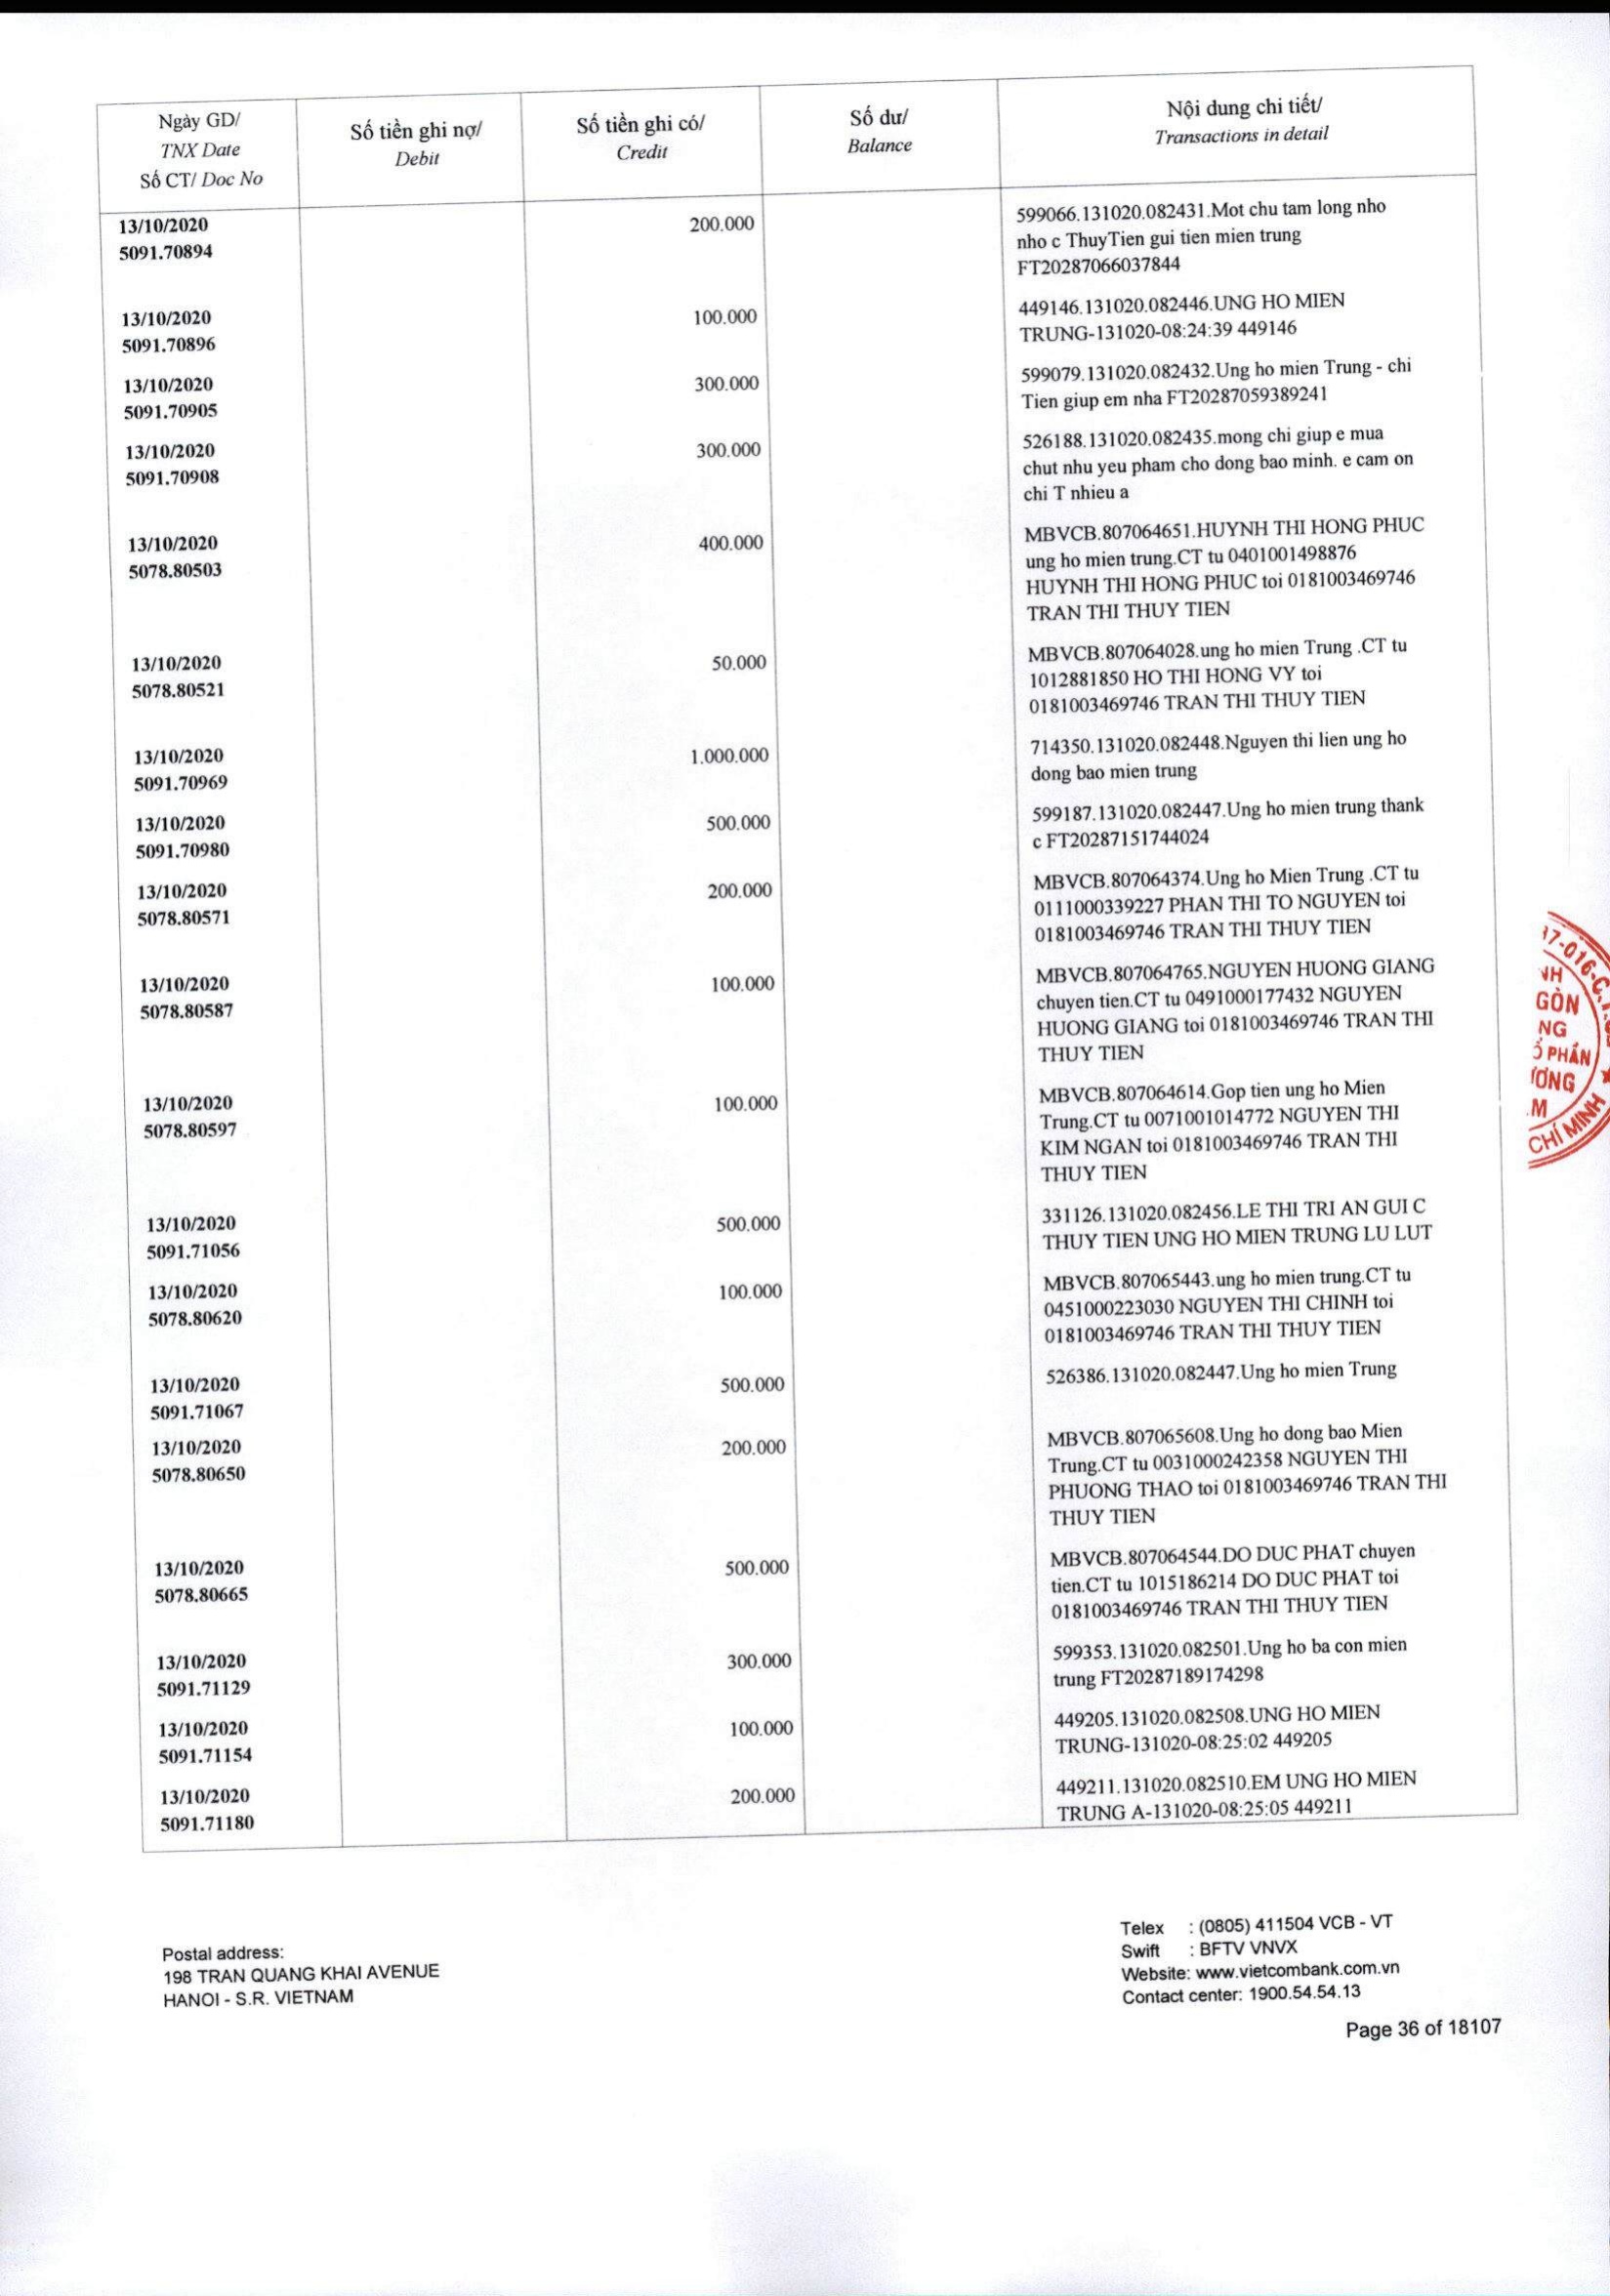 Ngày GD/
TNX Date
Số CT/ Doc No
Số tiền ghi nợ/
Debit
Số tiền ghi có/
Credit
Số dư/
Balance
Nội dung chi tiết/
Transactions in detail
13/10/2020
5091.70894
200.000
599066.131020.082431.Mot chu tam long nho
nho c ThuyTien gui tien mien trung
FT20287066037844
13/10/2020
5091.70896
100.000
449146.131020.082446.UNG HO MIEN
TRUNG-131020-08:24:39 449146
13/10/2020
5091.70905
300.000
599079.131020.082432.Ung ho mien Trung - chi
Tien giup em nha FT20287059389241
13/10/2020
5091.70908
300.000
526188.131020.082435.mong chi giup e mua
chut nhu yeu pham cho dong bao minh. e cam on
chi T nhieu a
13/10/2020
5078.80503
400.000
MBVCB.807064651.HUYNH THI HONG PHUC
ung ho mien trung.CT tu 0401001498876
HUYNH THI HONG PHUC toi 0181003469746
TRAN THI THUY TIEN
13/10/2020
5078.80521
50.000
MBVCB.807064028.ung ho mien Trung .CT tu
1012881850 HO THI HONG VY toi
0181003469746 TRAN THI THUY TIEN
13/10/2020
5091.70969
1.000.000
714350.131020.082448.Nguyen thi lien ung ho
dong bao mien trung
13/10/2020
5091.70980
500.000
599187.131020.082447.Ung ho mien trung thank
c FT20287151744024
13/10/2020
5078.80571
200.000
MBVCB.807064374.Ung ho Mien Trung .CT tu
0111000339227 PHAN THI TO NGUYEN toi
0181003469746 TRAN THI THUY TIEN
13/10/2020
5078.80587
100.000
MBVCB.807064765.NGUYEN HUONG GIANG
chuyen tien.CT tu 0491000177432 NGUYEN
HUONG GIANG toi 0181003469746 TRAN THI
THUY TIEN
13/10/2020
5078.80597
100.000
MBVCB.807064614.Gop tien ung ho Mien
Trung.CT tu 0071001014772 NGUYEN THI
KIM NGAN toi 0181003469746 TRAN THI
THUY TIEN
13/10/2020
5091.71056
500.000
331126.131020.082456.LE THI TRI AN GUI C
THUY TIEN UNG HO MIEN TRUNG LU LUT
13/10/2020
5078.80620
100.000
MBVCB.807065443.ung ho mien trung.CT tu
0451000223030 NGUYEN THI CHINH toi
0181003469746 TRAN THI THUY TIEN
13/10/2020
5091.71067
500.000
526386.131020.082447.Ung ho mien Trung
13/10/2020
5078.80650
200.000
MBVCB.807065608.Ung ho dong bao Mien
Trung.CT tu 0031000242358 NGUYEN THI
PHUONG THAO toi 0181003469746 TRAN THI
THUY TIEN
13/10/2020
5078.80665
500.000
MBVCB.807064544.DO DUC PHAT chuyen
tien.CT tu 1015186214 DO DUC PHAT toi
0181003469746 TRAN THI THUY TIEN
13/10/2020
5091.71129
300.000
599353.131020.082501.Ung ho ba con mien
trung FT20287189174298
13/10/2020
5091.71154
100.000
449205.131020.082508.UNG HO MIEN
TRUNG-131020-08:25:02 449205
13/10/2020
5091.71180
200.000
449211.131020.082510.EM UNG HO MIEN
TRUNG A-131020-08:25:05 449211
GÒN
NG
PHẦN
M
CHÍ MINH
Postal address:
198 TRAN QUANG KHAI AVENUE
HANOI - S.R. VIETNAM
Telex : (0805) 411504 VCB - VT
Swift : BFTV VNVX
Website: www.vietcombank.com.vn
Contact center: 1900.54.54.13
Page 36 of 18107